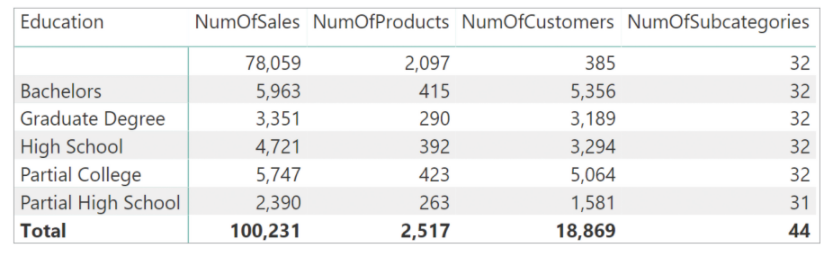 Education NumOfSales NumOfProducts NumOfCustomers NumOfSubcategories
78,059 2,097 385 32
Bachelors 5,963 415 5,356 32
Graduate Degree 3,351 290 3,189 32
High School 4,721 392 3,294 32
Partial College 5,747 423 5,064 32
Partial High School 2,390 263 1,581 31
Total 100,231 2,517 18,869 44